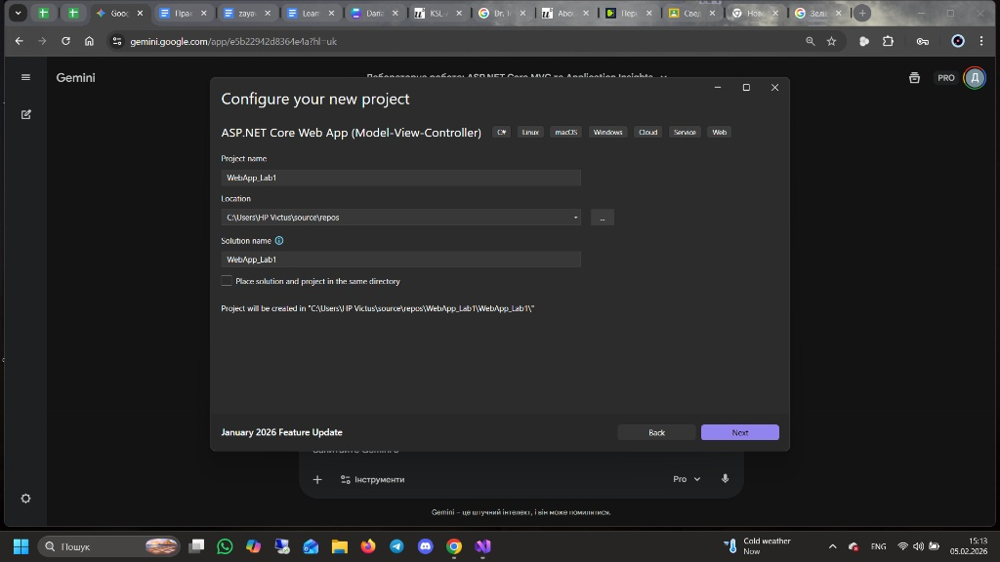 Goo
Пра
zaya
Lear
Dana
KSL-
Dr. I
Abo
Пер
Свед
Нов
gemini.google.com/app/e5b22942d8364e4a?hl=uk
Gemini
Лабораторна робота: ASP.NET Core MVC та Application Insights
PRO
Д
Configure your new project
ASP.NET Core Web App (Model-View-Controller) C# Linux macOS Windows Cloud Service Web
Project name
WebApp_Lab1
Location
C:\Users\HP Victus\source\repos
...
Solution name
WebApp_Lab1
Place solution and project in the same directory
Project will be created in "C:\Users\HP Victus\source\repos\WebApp_Lab1\WebApp_Lab1\"
January 2026 Feature Update
Back
Next
Запитайте Gemini 3
Інструменти
Pro
Gemini – це штучний інтелект, і він може помилятися.
Пошук
Cold weather
Now
ENG
15:13
05.02.2026